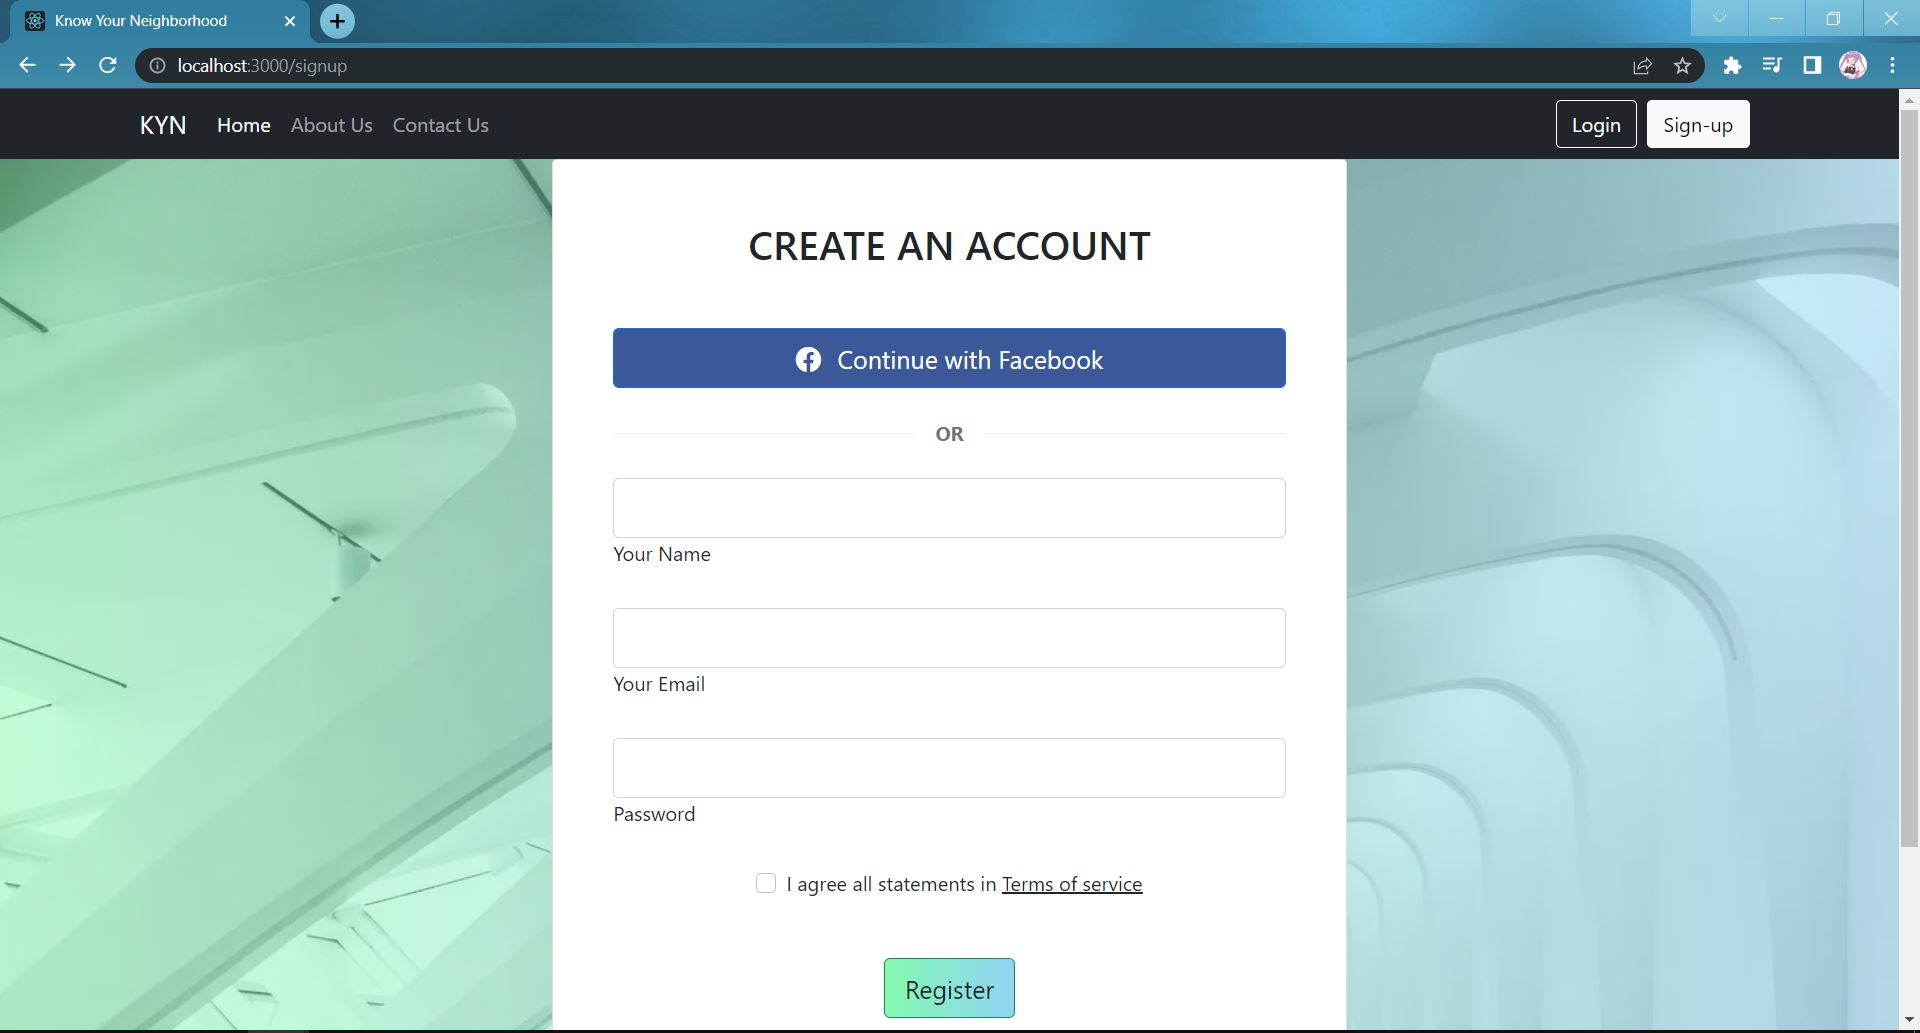 Know Your Neighborhood
localhost:3000/signup
KYN Home About Us Contact Us Login Sign-up
CREATE AN ACCOUNT
Continue with Facebook
OR
Your Name
Your Email
Password
I agree all statements in Terms of service
Register